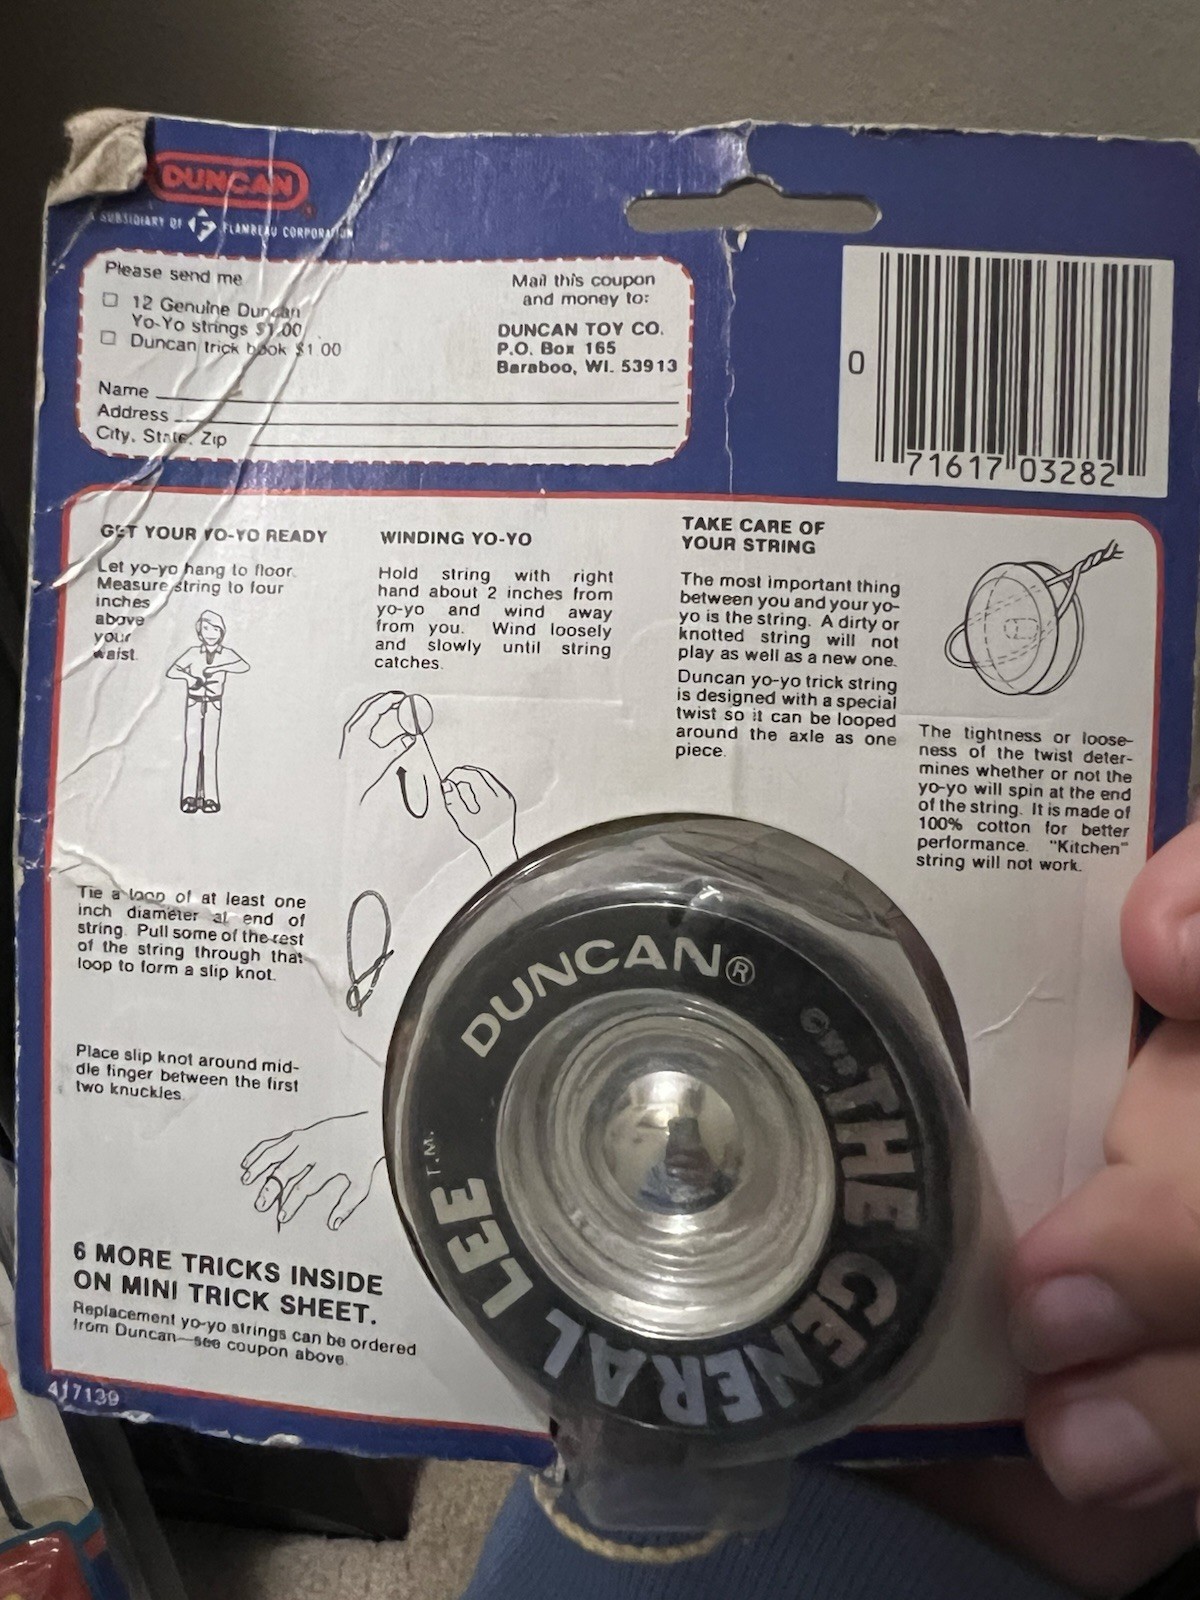 DUNCAN
A SUBSIDIARY OF FLAMBEAU CORPORATION
Please send me
☐ 12 Genuine Duncan
Yo-Yo strings $1.00
☐ Duncan trick book $1.00
Mail this coupon
and money to:
DUNCAN TOY CO.
P.O. Box 165
Baraboo, WI. 53913
Name
Address
City, State, Zip
0 71617 03282
GET YOUR YO-YO READY
Let yo-yo hang to floor.
Measure string to four
inches
above
your
waist.
WINDING YO-YO
Hold string with right
hand about 2 inches from
yo-yo and wind away
from you. Wind loosely
and slowly until string
catches.
TAKE CARE OF
YOUR STRING
The most important thing
between you and your yo-
yo is the string. A dirty or
knotted string will not
play as well as a new one.
Duncan yo-yo trick string
is designed with a special
twist so it can be looped
around the axle as one
piece.
The tightness or loose-
ness of the twist deter-
mines whether or not the
yo-yo will spin at the end
of the string. It is made of
100% cotton for better
performance. "Kitchen"
string will not work.
Tie a loop of at least one
inch diameter at end of
string. Pull some of the rest
of the string through that
loop to form a slip knot.
Place slip knot around mid-
dle finger between the first
two knuckles.
6 MORE TRICKS INSIDE
ON MINI TRICK SHEET.
Replacement yo-yo strings can be ordered
from Duncan—see coupon above.
417139
DUNCAN®
THE GENERAL LEE T.M.